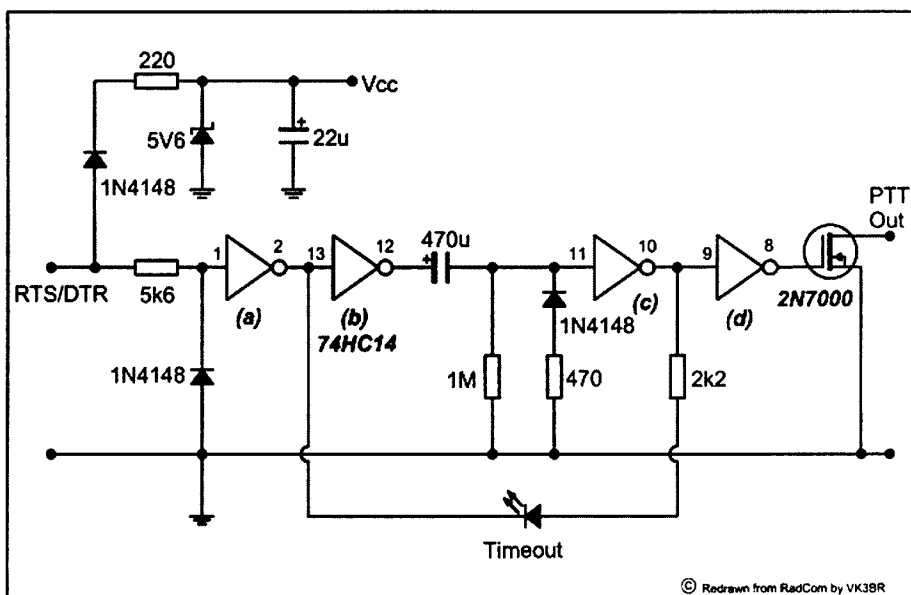 220
Vcc
5V6
+
22u
1N4148
PTT
Out
RTS/DTR
5k6
1
2
13
12
470u
+
11
10
9
8
(a)
(b)
74HC14
1N4148
(c)
(d)
2N7000
1N4148
1M
470
2k2
Timeout
© Redrawn from RadCom by VK3BR